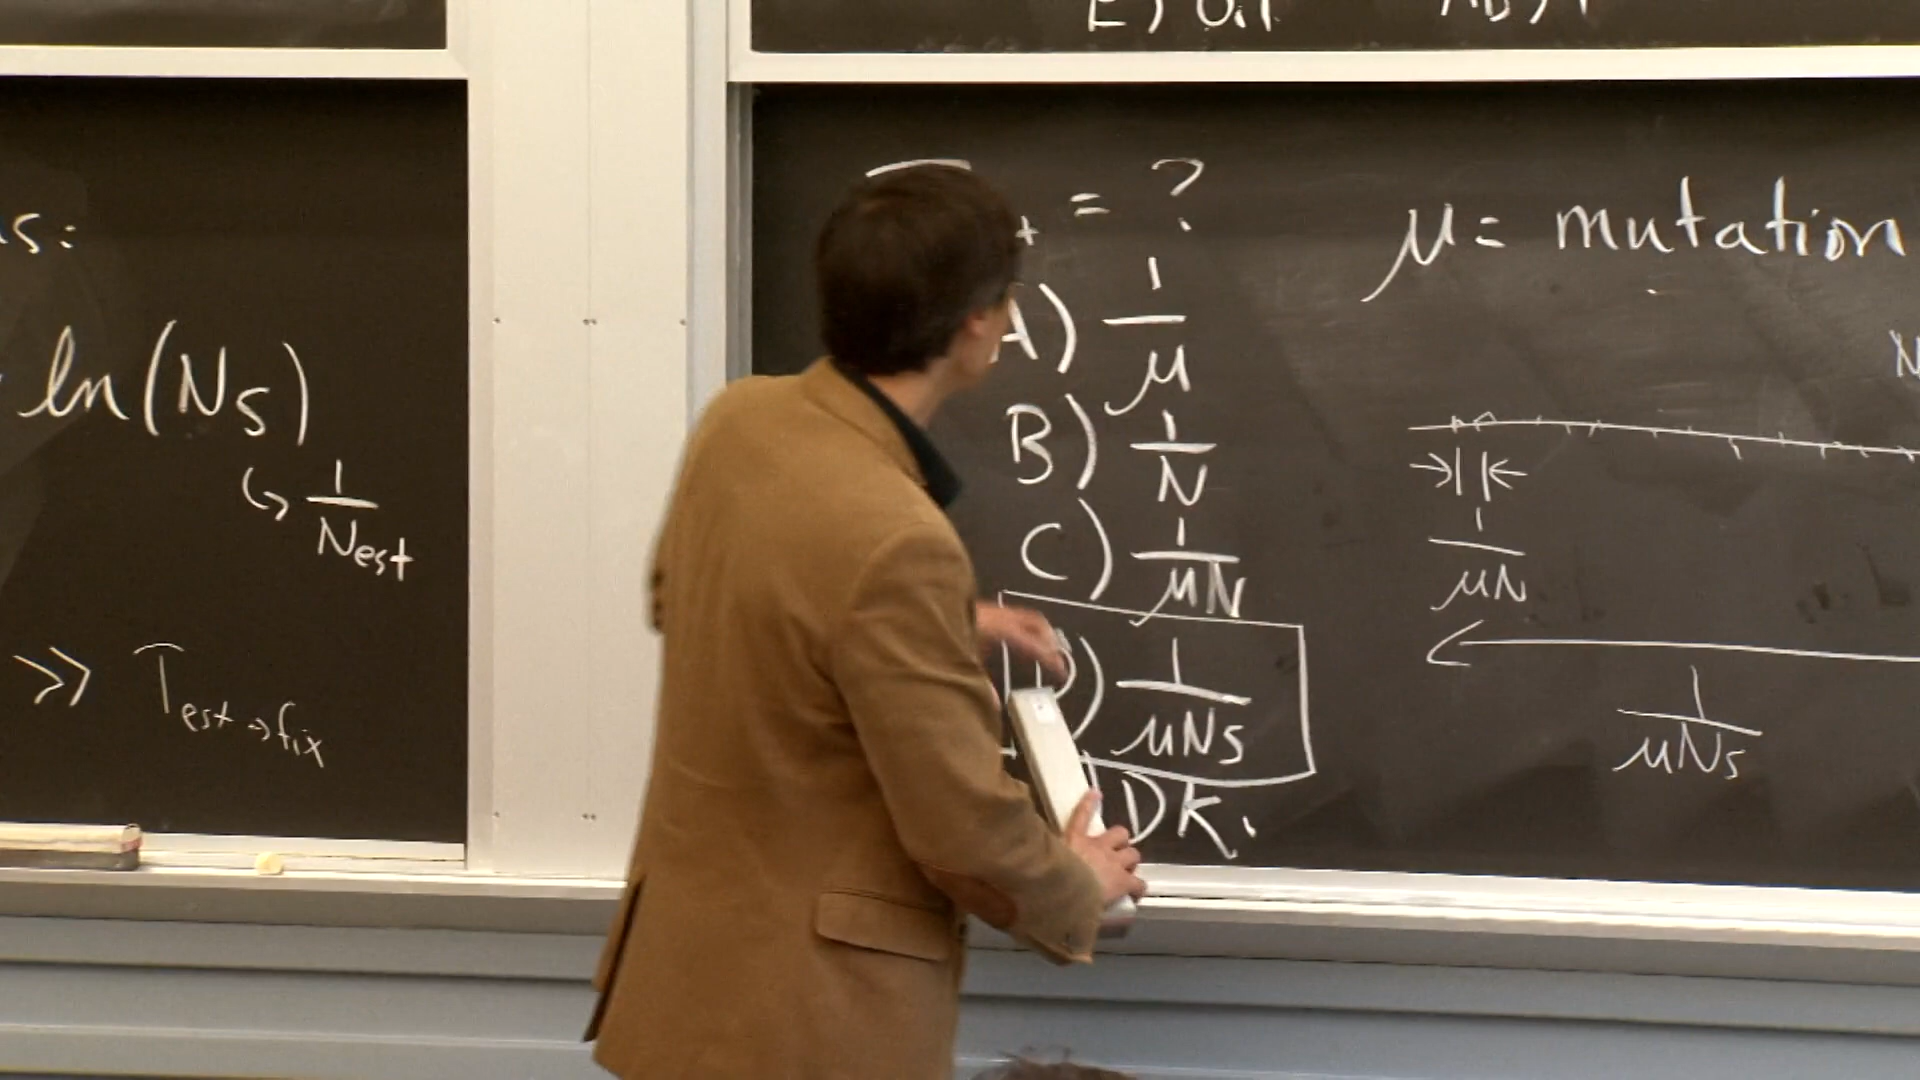 s:
ln(Ns)
↳ 1/Nest
>> Test→fix
= ?
A) 1/μ
B) 1/N
C) 1/μN
D) 1/μNs
DK.
μ = mutation
1/μN
1/μNs